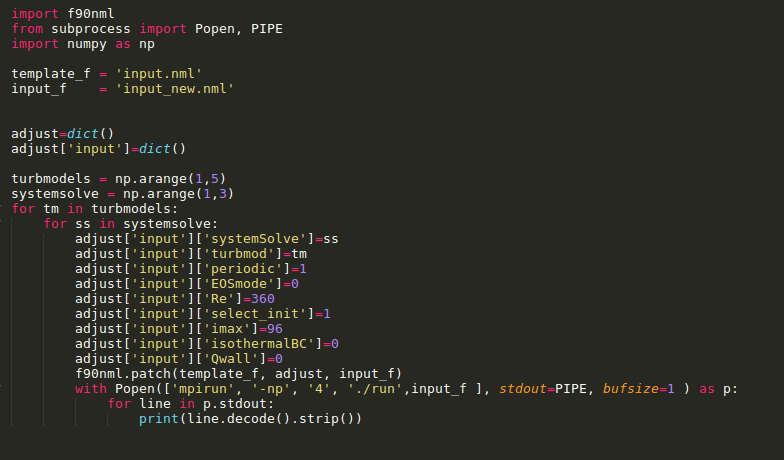 import f90nml
from subprocess import Popen, PIPE
import numpy as np

template_f = 'input.nml'
input_f    = 'input_new.nml'


adjust=dict()
adjust['input']=dict()

turbmodels = np.arange(1,5)
systemsolve = np.arange(1,3)
for tm in turbmodels:
    for ss in systemsolve:
        adjust['input']['systemSolve']=ss
        adjust['input']['turbmod']=tm
        adjust['input']['periodic']=1
        adjust['input']['EOSmode']=0
        adjust['input']['Re']=360
        adjust['input']['select_init']=1
        adjust['input']['imax']=96
        adjust['input']['isothermalBC']=0
        adjust['input']['Qwall']=0
        f90nml.patch(template_f, adjust, input_f)
        with Popen(['mpirun', '-np', '4', './run',input_f ], stdout=PIPE, bufsize=1 ) as p:
            for line in p.stdout:
                print(line.decode().strip())